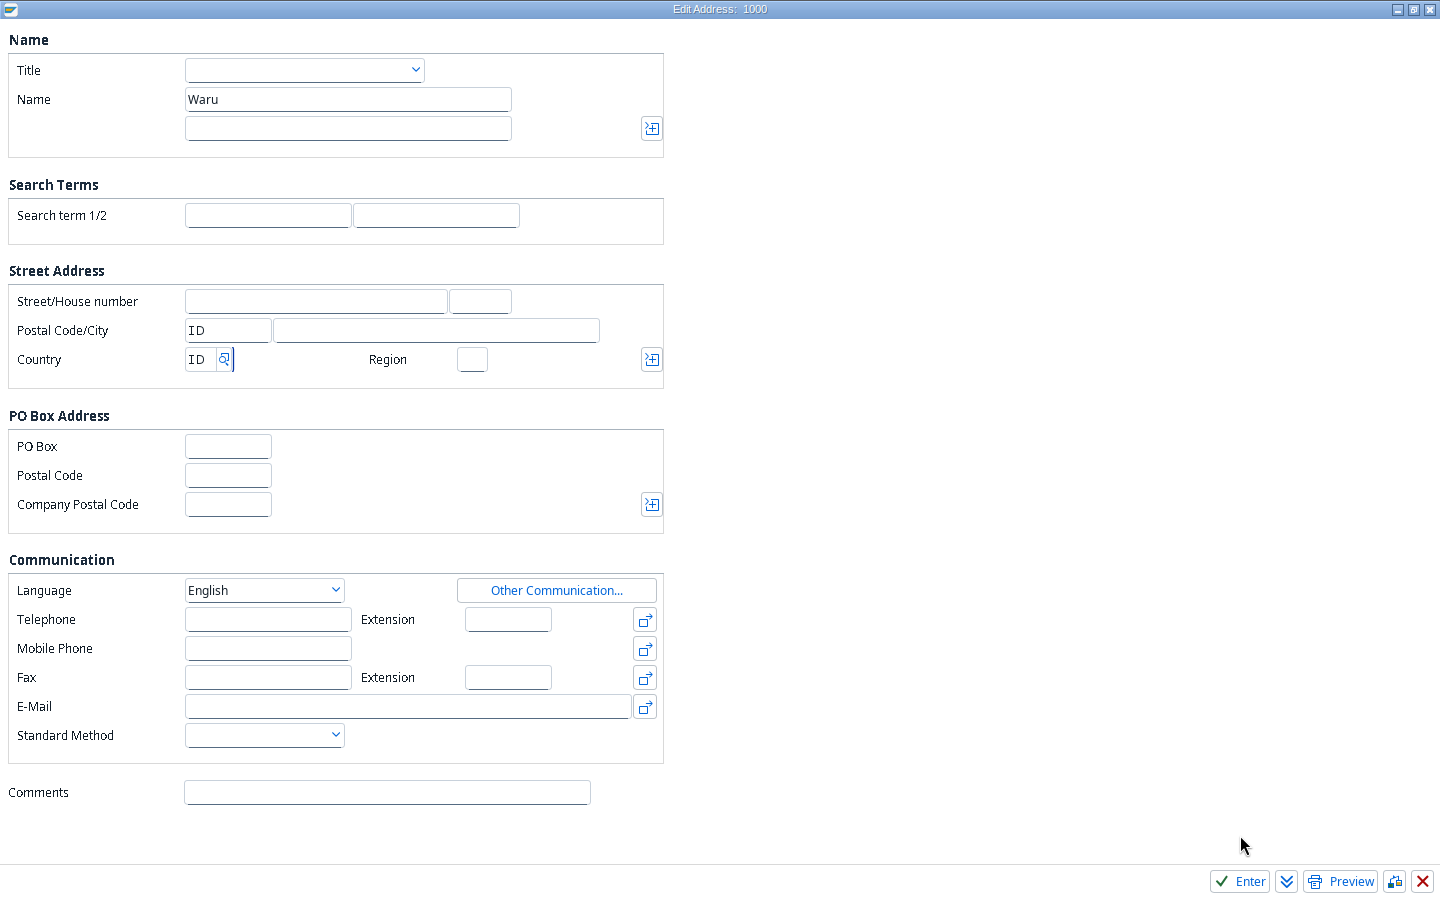 Edit Address: 1000
Name
Title
Name Waru
Search Terms
Search term 1/2
Street Address
Street/House number
Postal Code/City ID
Country ID Region
PO Box Address
PO Box
Postal Code
Company Postal Code
Communication
Language English Other Communication...
Telephone Extension
Mobile Phone
Fax Extension
E-Mail
Standard Method
Comments
Enter Preview